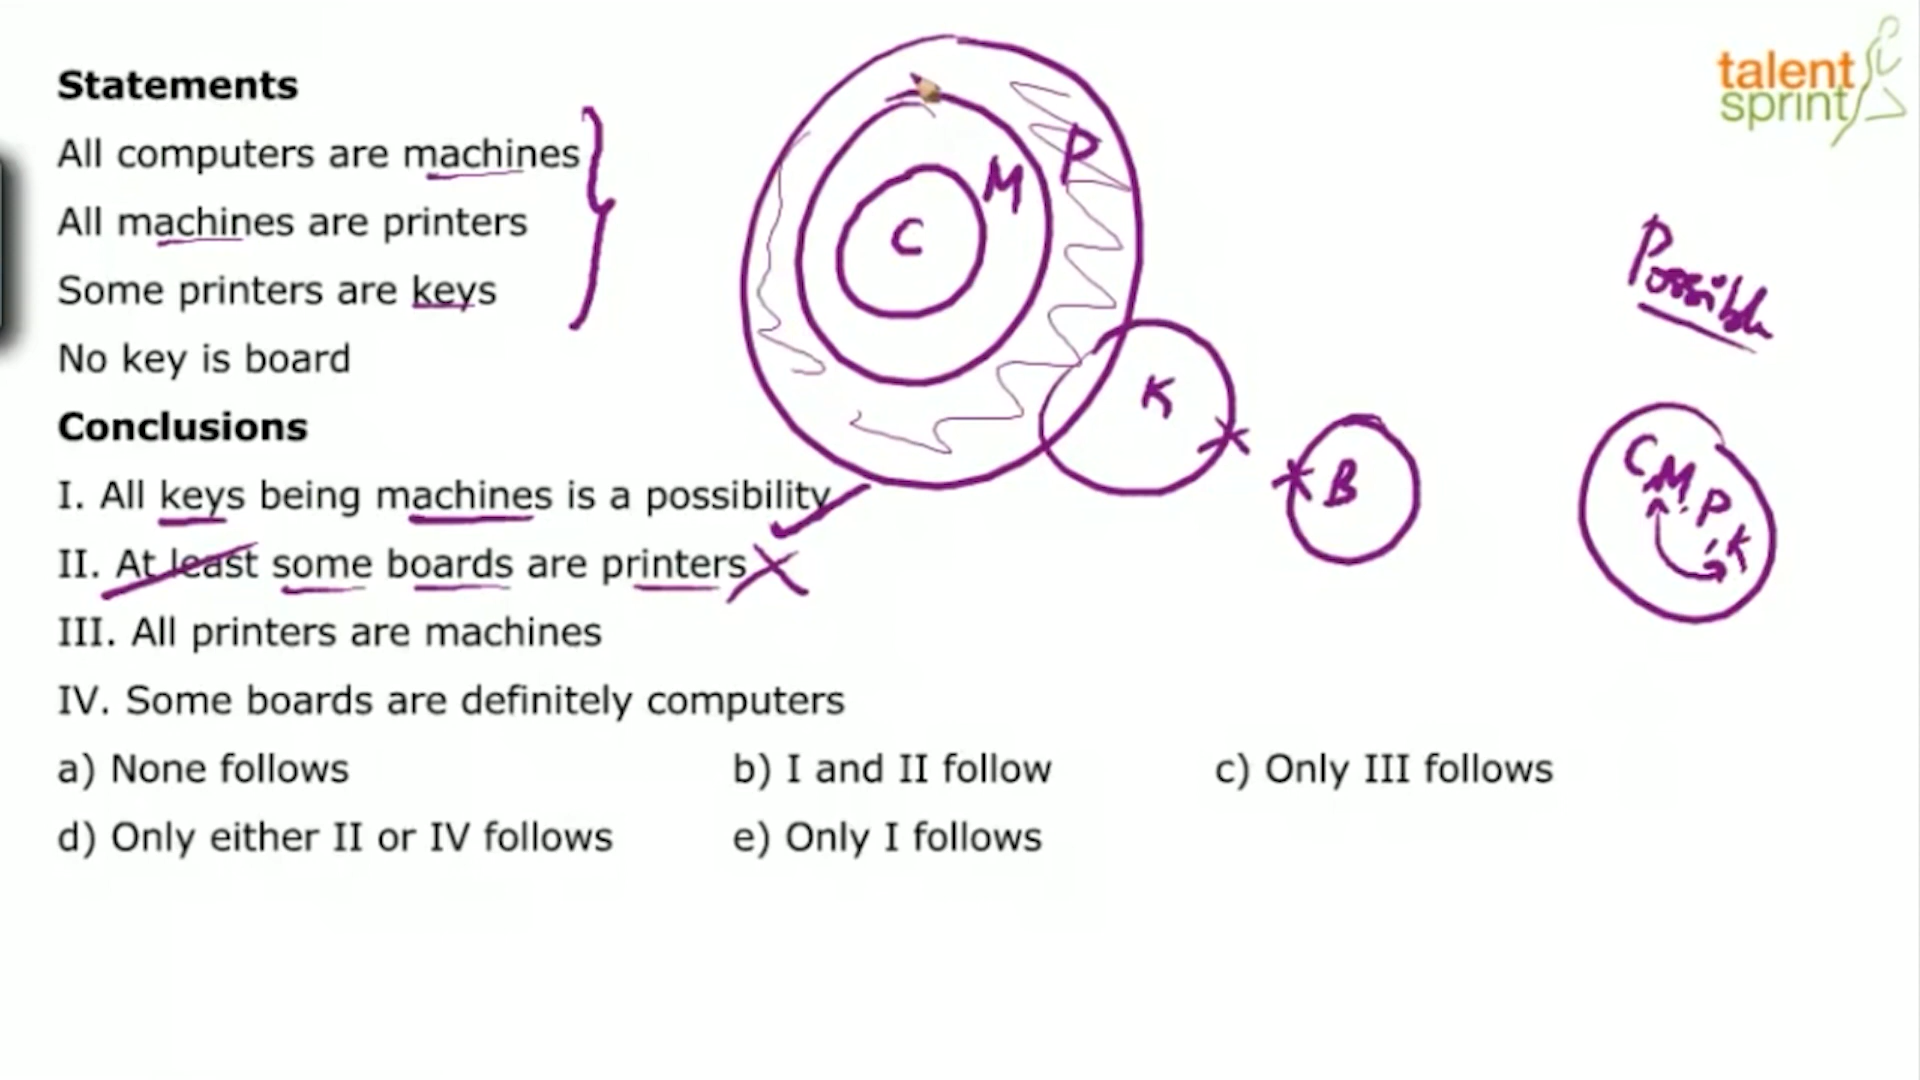 talent
sprint
Statements
All computers are machines
All machines are printers
Some printers are keys
No key is board
Conclusions
I. All keys being machines is a possibility
II. At least some boards are printers
III. All printers are machines
IV. Some boards are definitely computers
a) None follows
b) I and II follow
c) Only III follows
d) Only either II or IV follows
e) Only I follows
C
M
P
K
B
Possible
C
M
P
K